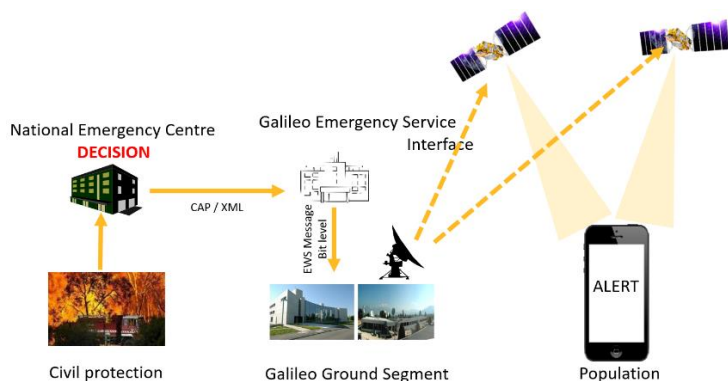 National Emergency Centre
DECISION
Galileo Emergency Service
Interface
CAP / XML
EWS Message
Bit level
ALERT
Civil protection
Galileo Ground Segment
Population